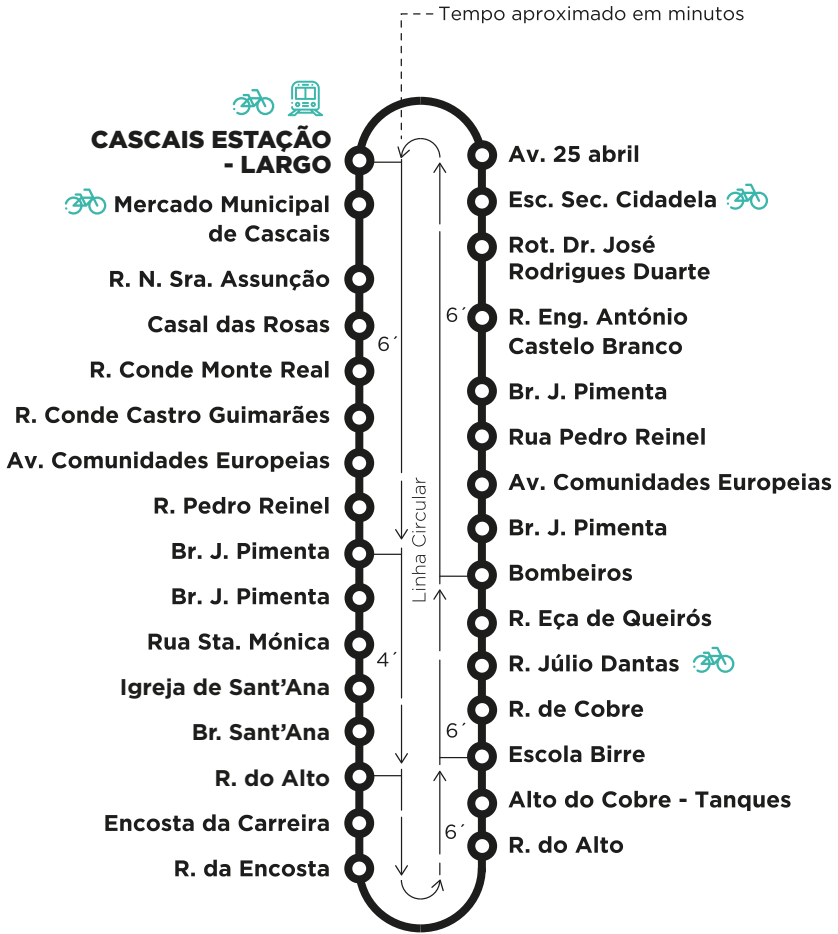 Tempo aproximado em minutos
CASCAIS ESTAÇÃO
- LARGO
Mercado Municipal
de Cascais
R. N. Sra. Assunção
Casal das Rosas
R. Conde Monte Real
R. Conde Castro Guimarães
Av. Comunidades Europeias
R. Pedro Reinel
Br. J. Pimenta
Br. J. Pimenta
Rua Sta. Mónica
Igreja de Sant’Ana
Br. Sant’Ana
R. do Alto
Encosta da Carreira
R. da Encosta
6´
4´
Linha Circular
6´
6´
6´
Av. 25 abril
Esc. Sec. Cidadela
Rot. Dr. José
Rodrigues Duarte
R. Eng. António
Castelo Branco
Br. J. Pimenta
Rua Pedro Reinel
Av. Comunidades Europeias
Br. J. Pimenta
Bombeiros
R. Eça de Queirós
R. Júlio Dantas
R. de Cobre
Escola Birre
Alto do Cobre - Tanques
R. do Alto